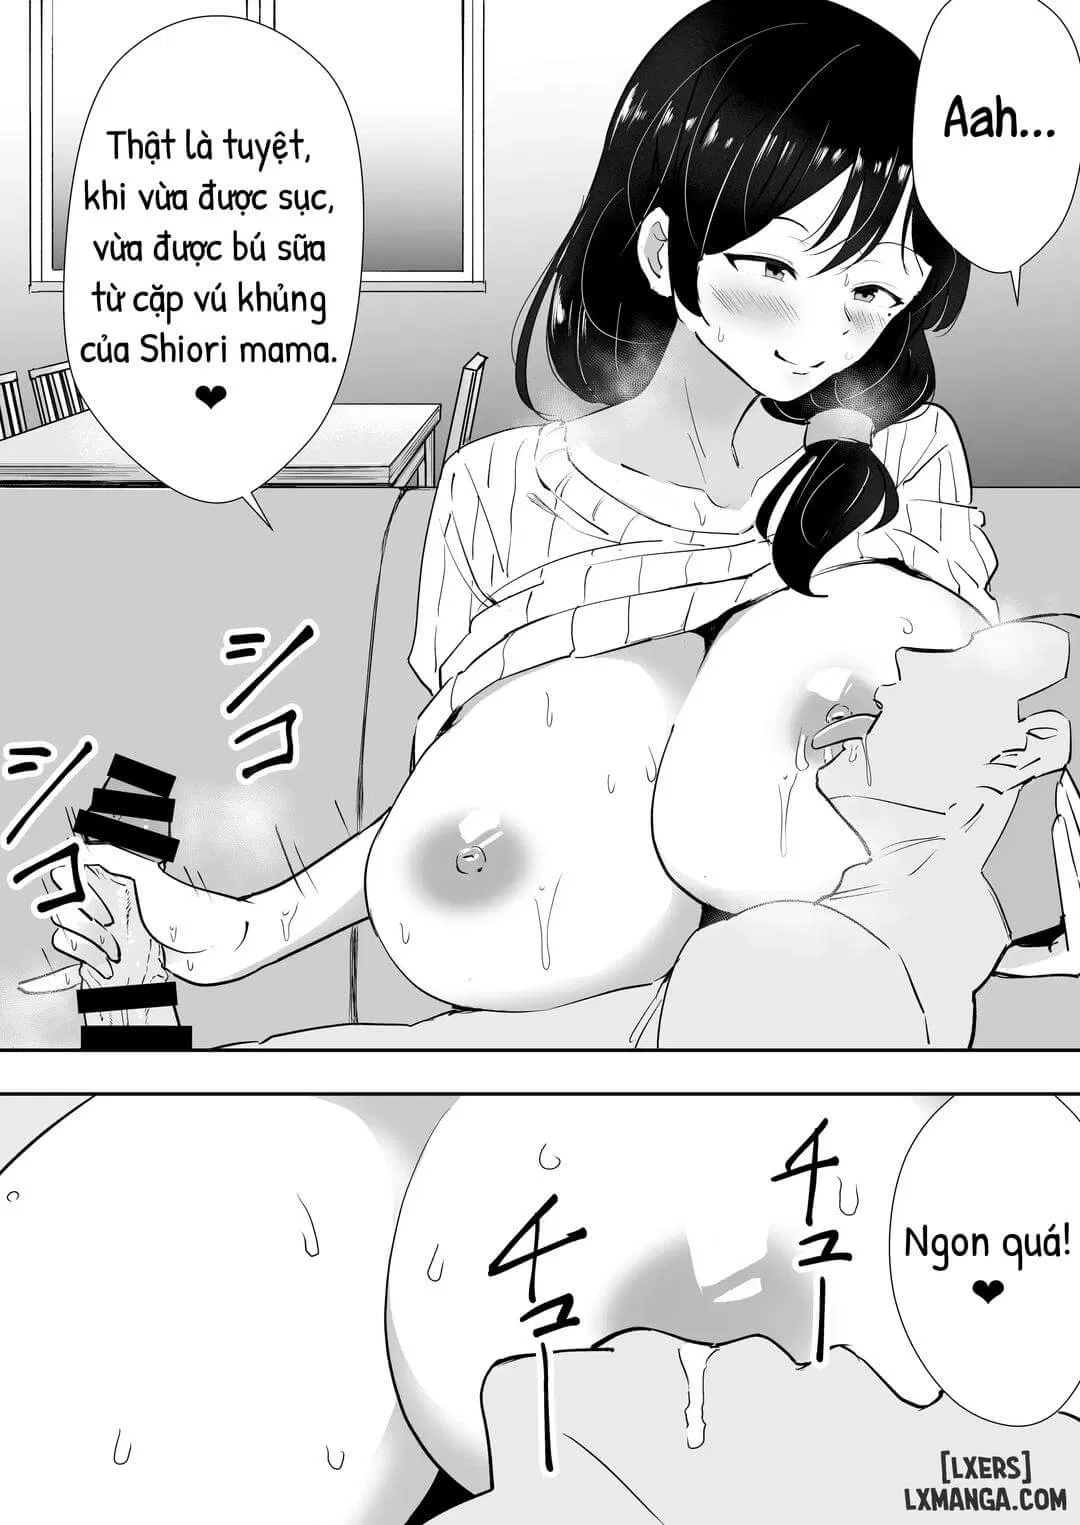 Aah...
Thật là tuyệt,
khi vừa được sục,
vừa được bú sữa
từ cặp vú khủng
của Shiori mama.
❤
シコ
シコ
チュー
チュー
Ngon quá!
❤
[LXERS]
LXMANGA.COM